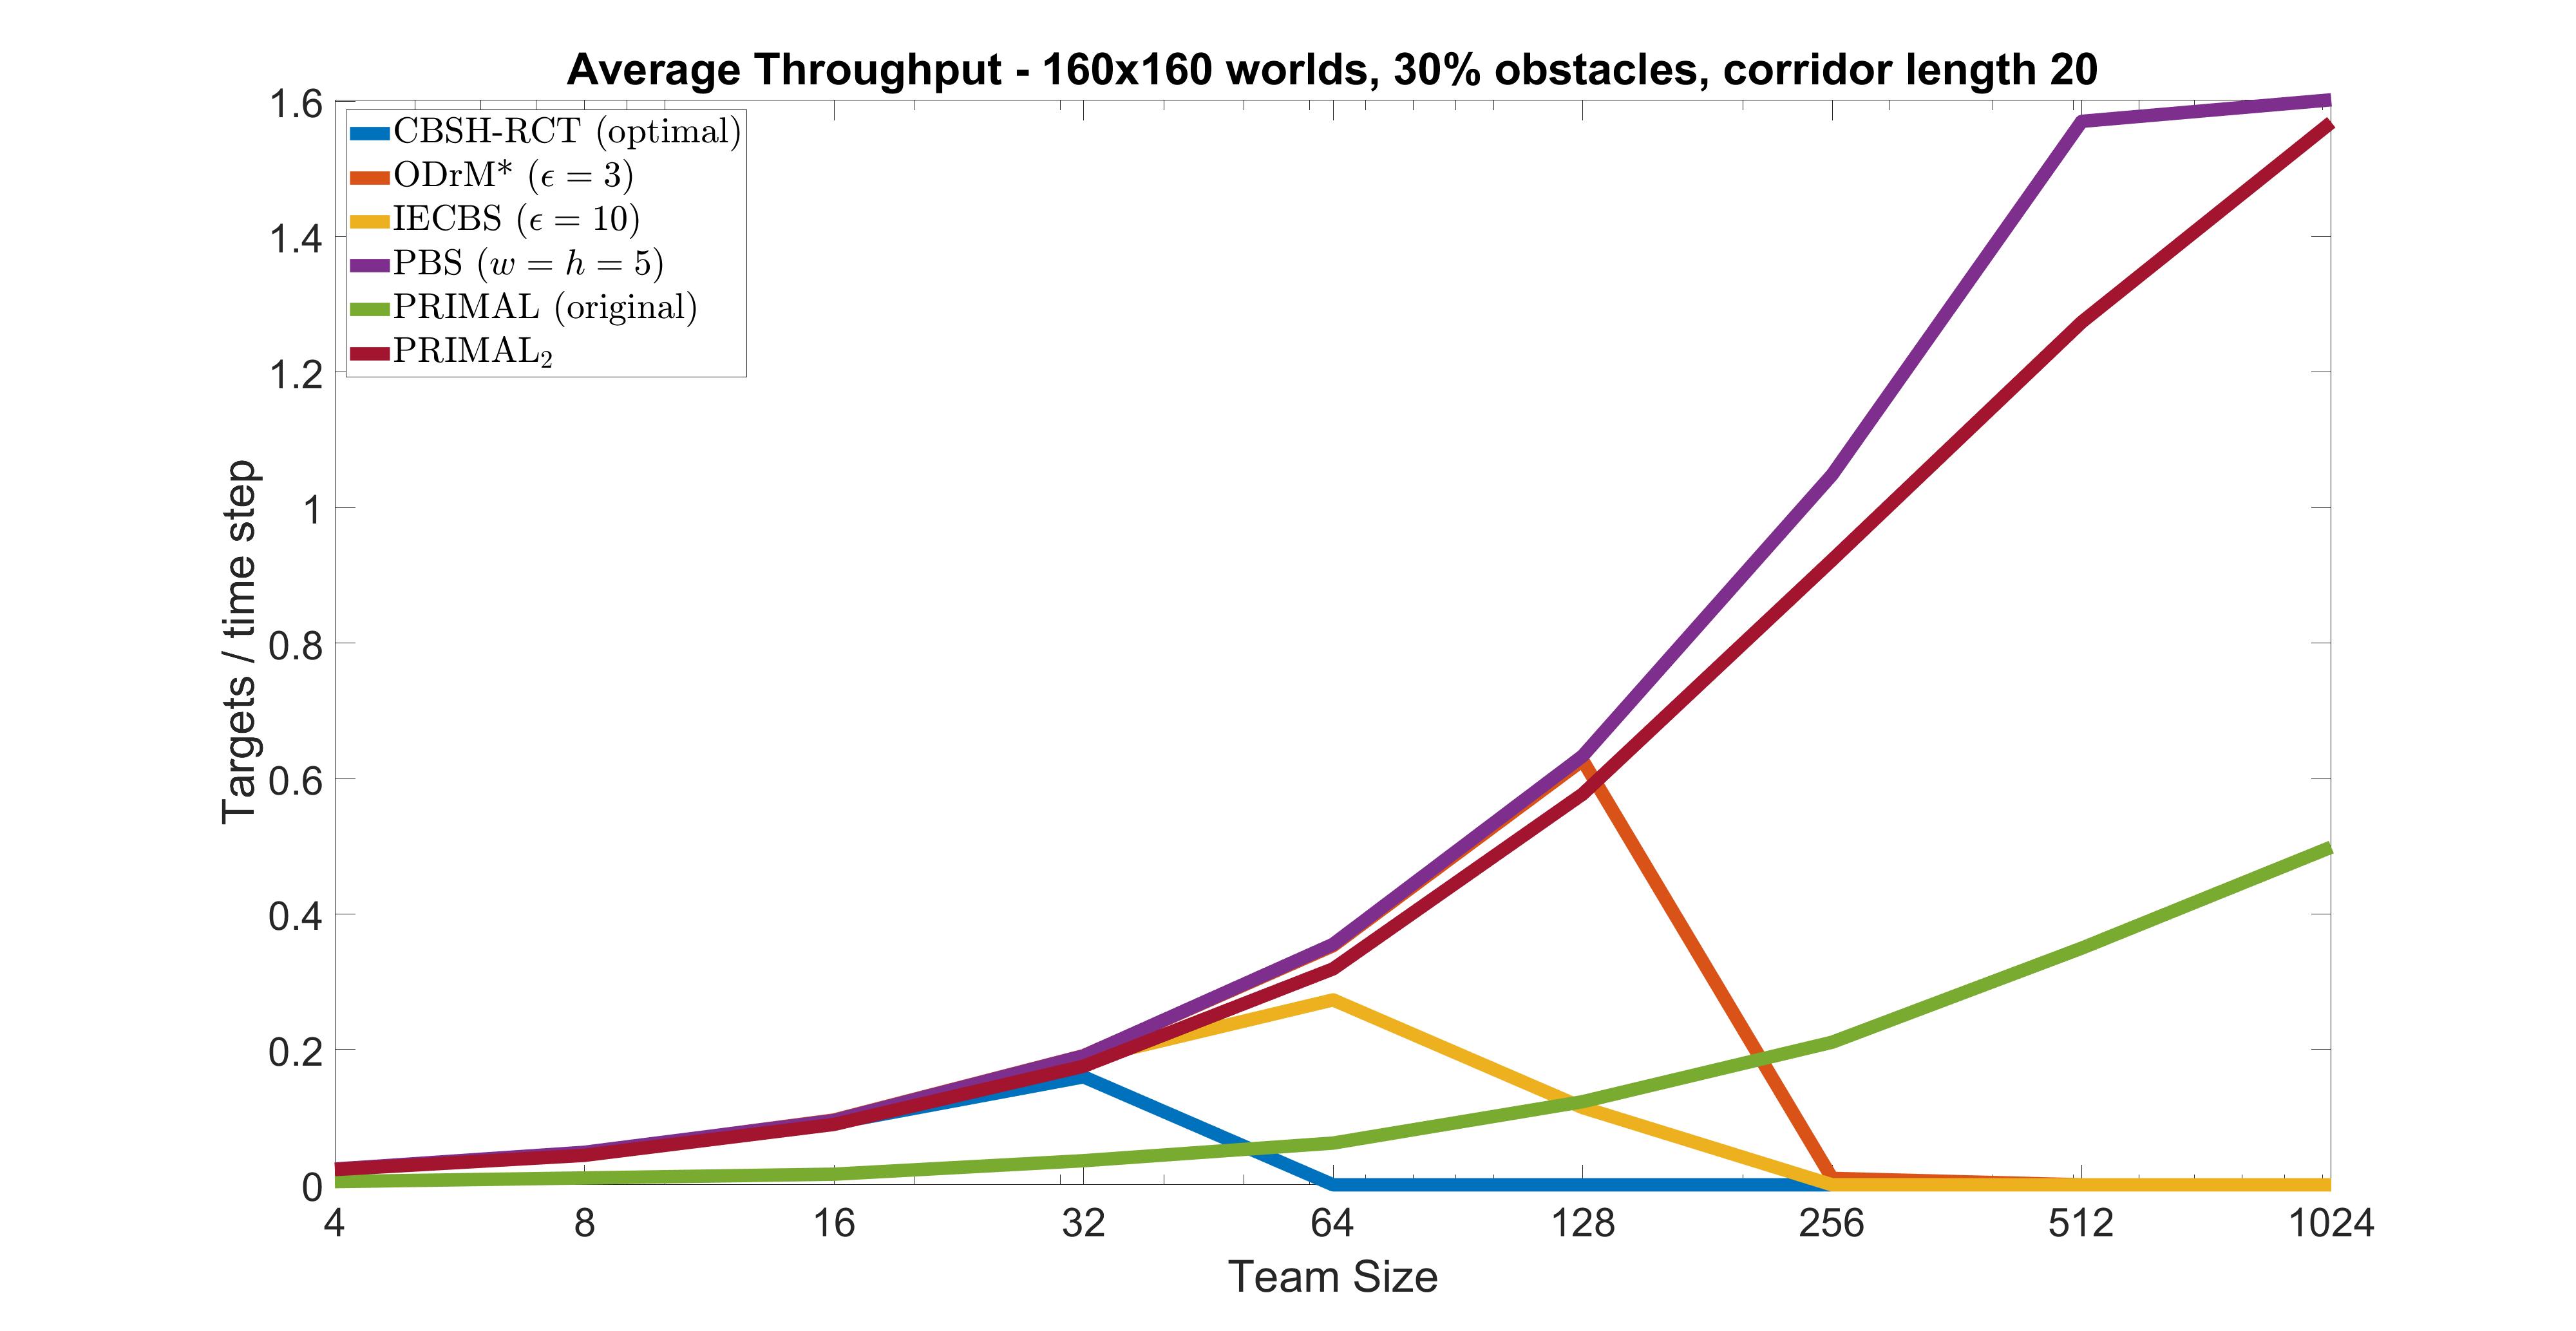 Average Throughput - 160x160 worlds, 30% obstacles, corridor length 20
CBSH-RCT (optimal)
ODrM* (ϵ = 3)
IECBS (ϵ = 10)
PBS (w = h = 5)
PRIMAL (original)
PRIMAL₂
Targets / time step
1.6
1.4
1.2
1
0.8
0.6
0.4
0.2
0
4 8 16 32 64 128 256 512 1024
Team Size